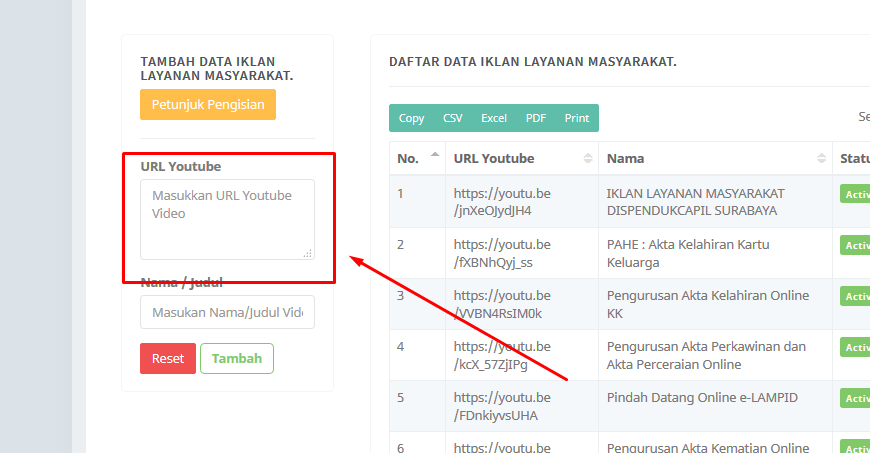 TAMBAH DATA IKLAN
LAYANAN MASYARAKAT.
Petunjuk Pengisian
URL Youtube
Masukkan URL Youtube
Video
Nama / Judul
Masukan Nama/Judul Vide
Reset Tambah
DAFTAR DATA IKLAN LAYANAN MASYARAKAT.
Copy CSV Excel PDF Print Se
No. URL Youtube Nama Statu
1 https://youtu.be IKLAN LAYANAN MASYARAKAT Activ
/jnXeOJydJH4 DISPENDUKCAPIL SURABAYA
2 https://youtu.be PAHE : Akta Kelahiran Kartu Activ
/fXBNhQyj_ss Keluarga
3 https://youtu.be Pengurusan Akta Kelahiran Online Activ
/VVBN4RsIM0k KK
4 https://youtu.be Pengurusan Akta Perkawinan dan Activ
/kcX_57ZjIPg Akta Perceraian Online
5 https://youtu.be Pindah Datang Online e-LAMPID Activ
/FDnkiyvsUHA
6 https://youtu.be Pengurusan Akta Kematian Online Activ